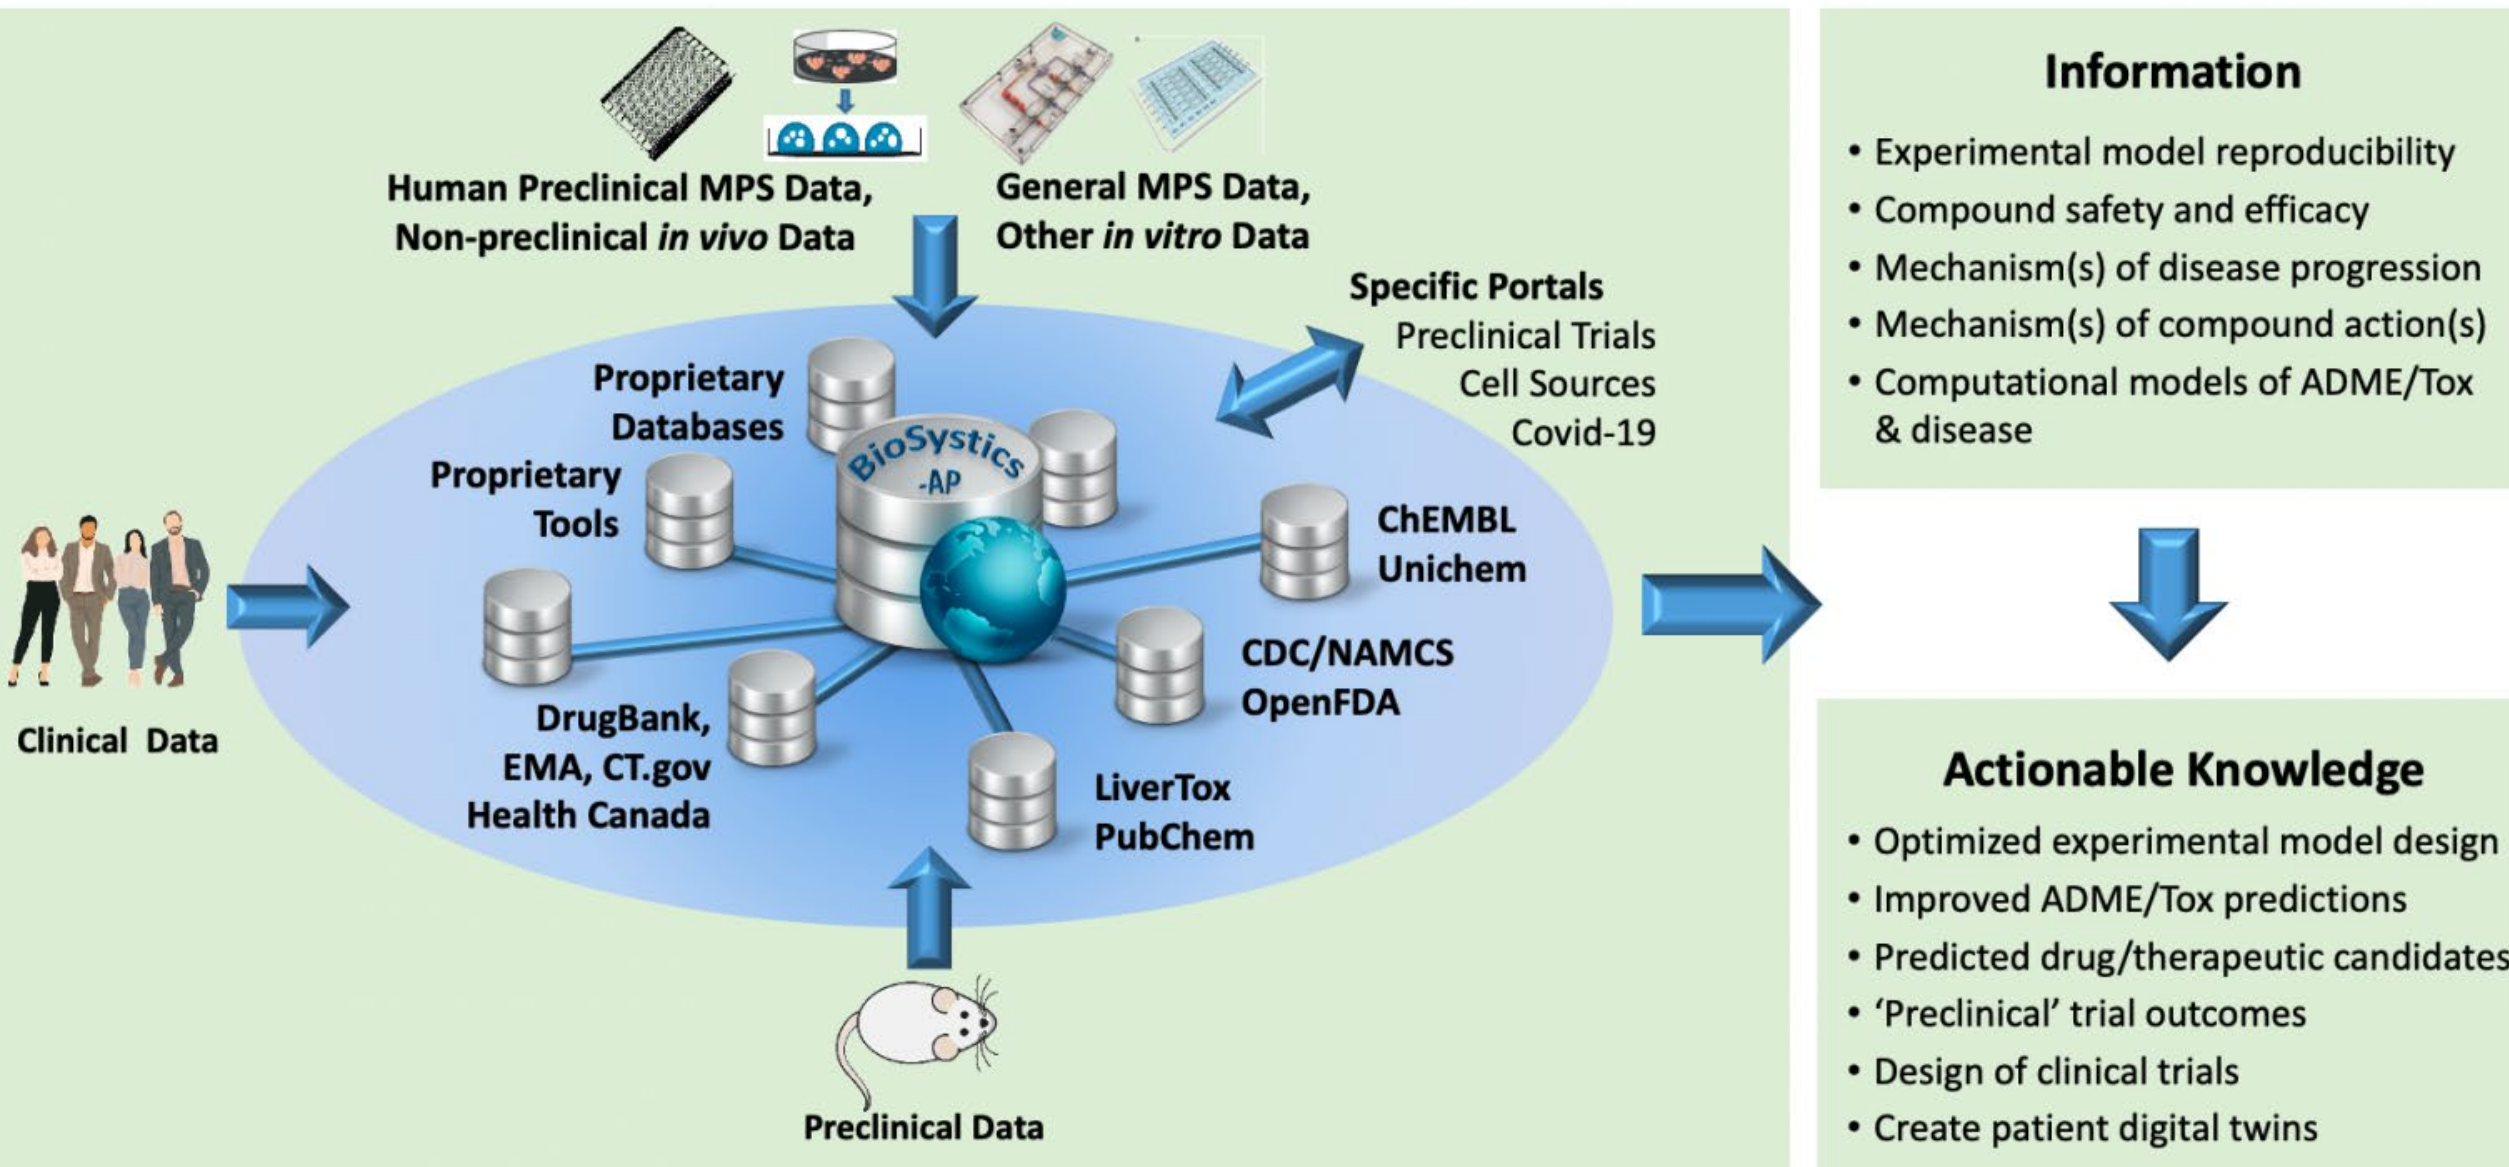 Human Preclinical MPS Data,
Non-preclinical in vivo Data
General MPS Data,
Other in vitro Data
Specific Portals
Preclinical Trials
Cell Sources
Covid-19
Proprietary
Databases
Proprietary
Tools
BioSystics
-AP
ChEMBL
Unichem
CDC/NAMCS
OpenFDA
DrugBank,
EMA, CT.gov
Health Canada
LiverTox
PubChem
Clinical Data
Preclinical Data
Information
• Experimental model reproducibility
• Compound safety and efficacy
• Mechanism(s) of disease progression
• Mechanism(s) of compound action(s)
• Computational models of ADME/Tox
& disease
Actionable Knowledge
• Optimized experimental model design
• Improved ADME/Tox predictions
• Predicted drug/therapeutic candidates
• ‘Preclinical’ trial outcomes
• Design of clinical trials
• Create patient digital twins